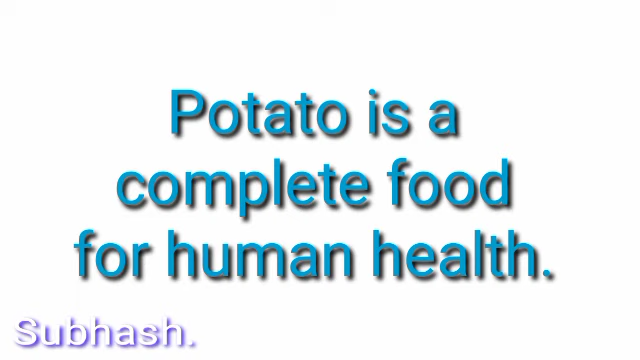 Potato is a
complete food
for human health.
Subhash.